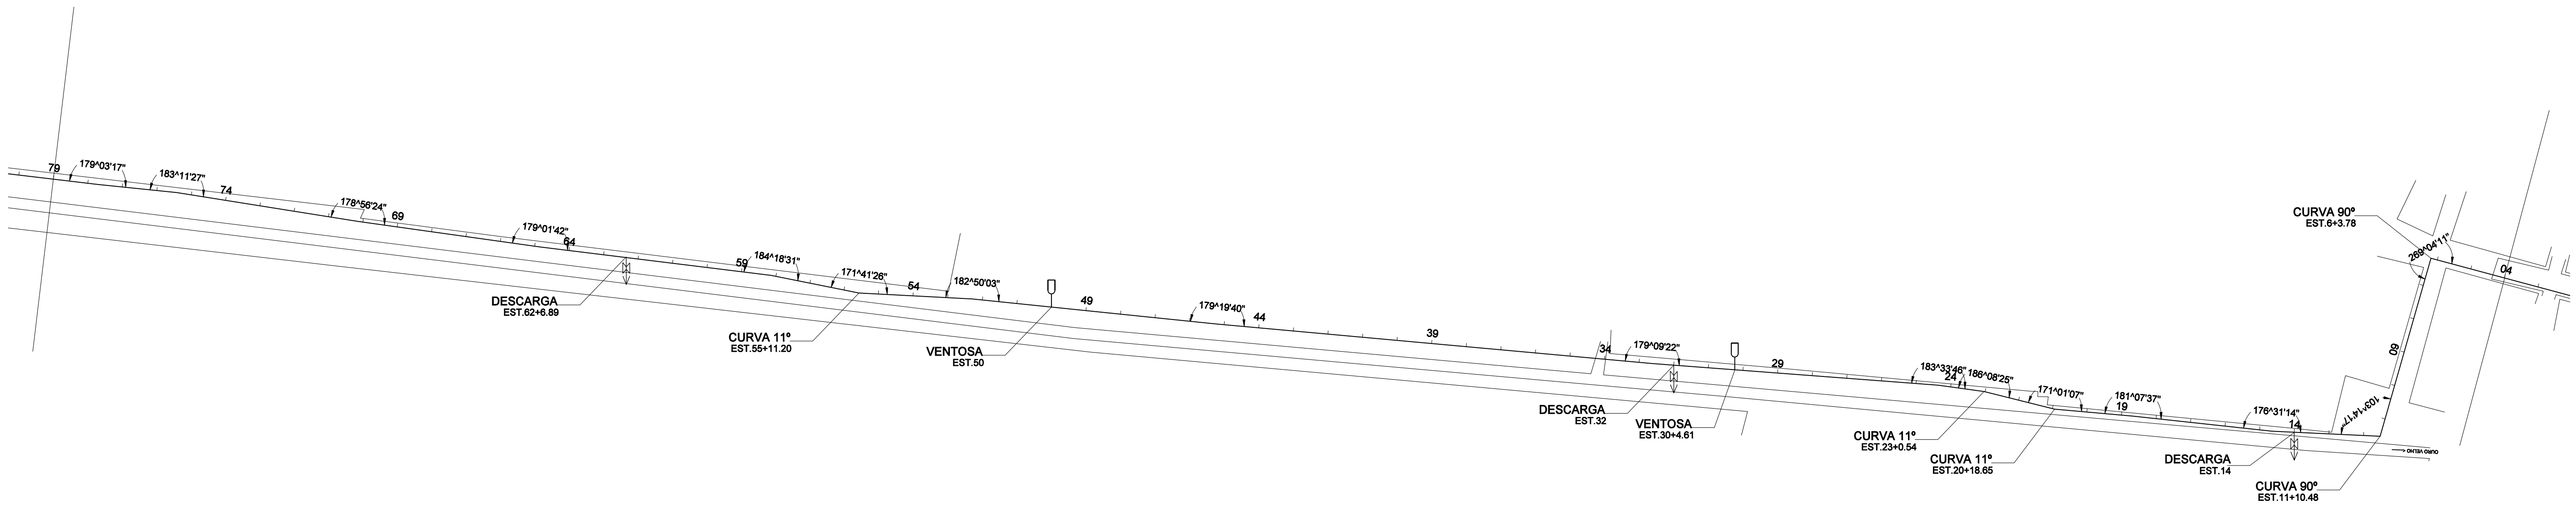 79
179^03'17"
183^11'27"
74
178^56'24"
69
179^01'42"
64
DESCARGA
EST.62+6.89
59
184^18'31"
171^41'26"
54
CURVA 11º
EST.55+11.20
182^50'03"
VENTOSA
EST.50
49
179^19'40"
44
39
34
179^09'22"
DESCARGA
EST.32
VENTOSA
EST.30+4.61
29
183^33'46"
24
186^08'25"
CURVA 11º
EST.23+0.54
171^01'07"
CURVA 11º
EST.20+18.65
19
181^07'37"
176^31'14"
14
DESCARGA
EST.14
103^14'17"
CURVA 90º
EST.11+10.48
OURO VELHO
09
CURVA 90º
EST.6+3.78
269^04'11"
04